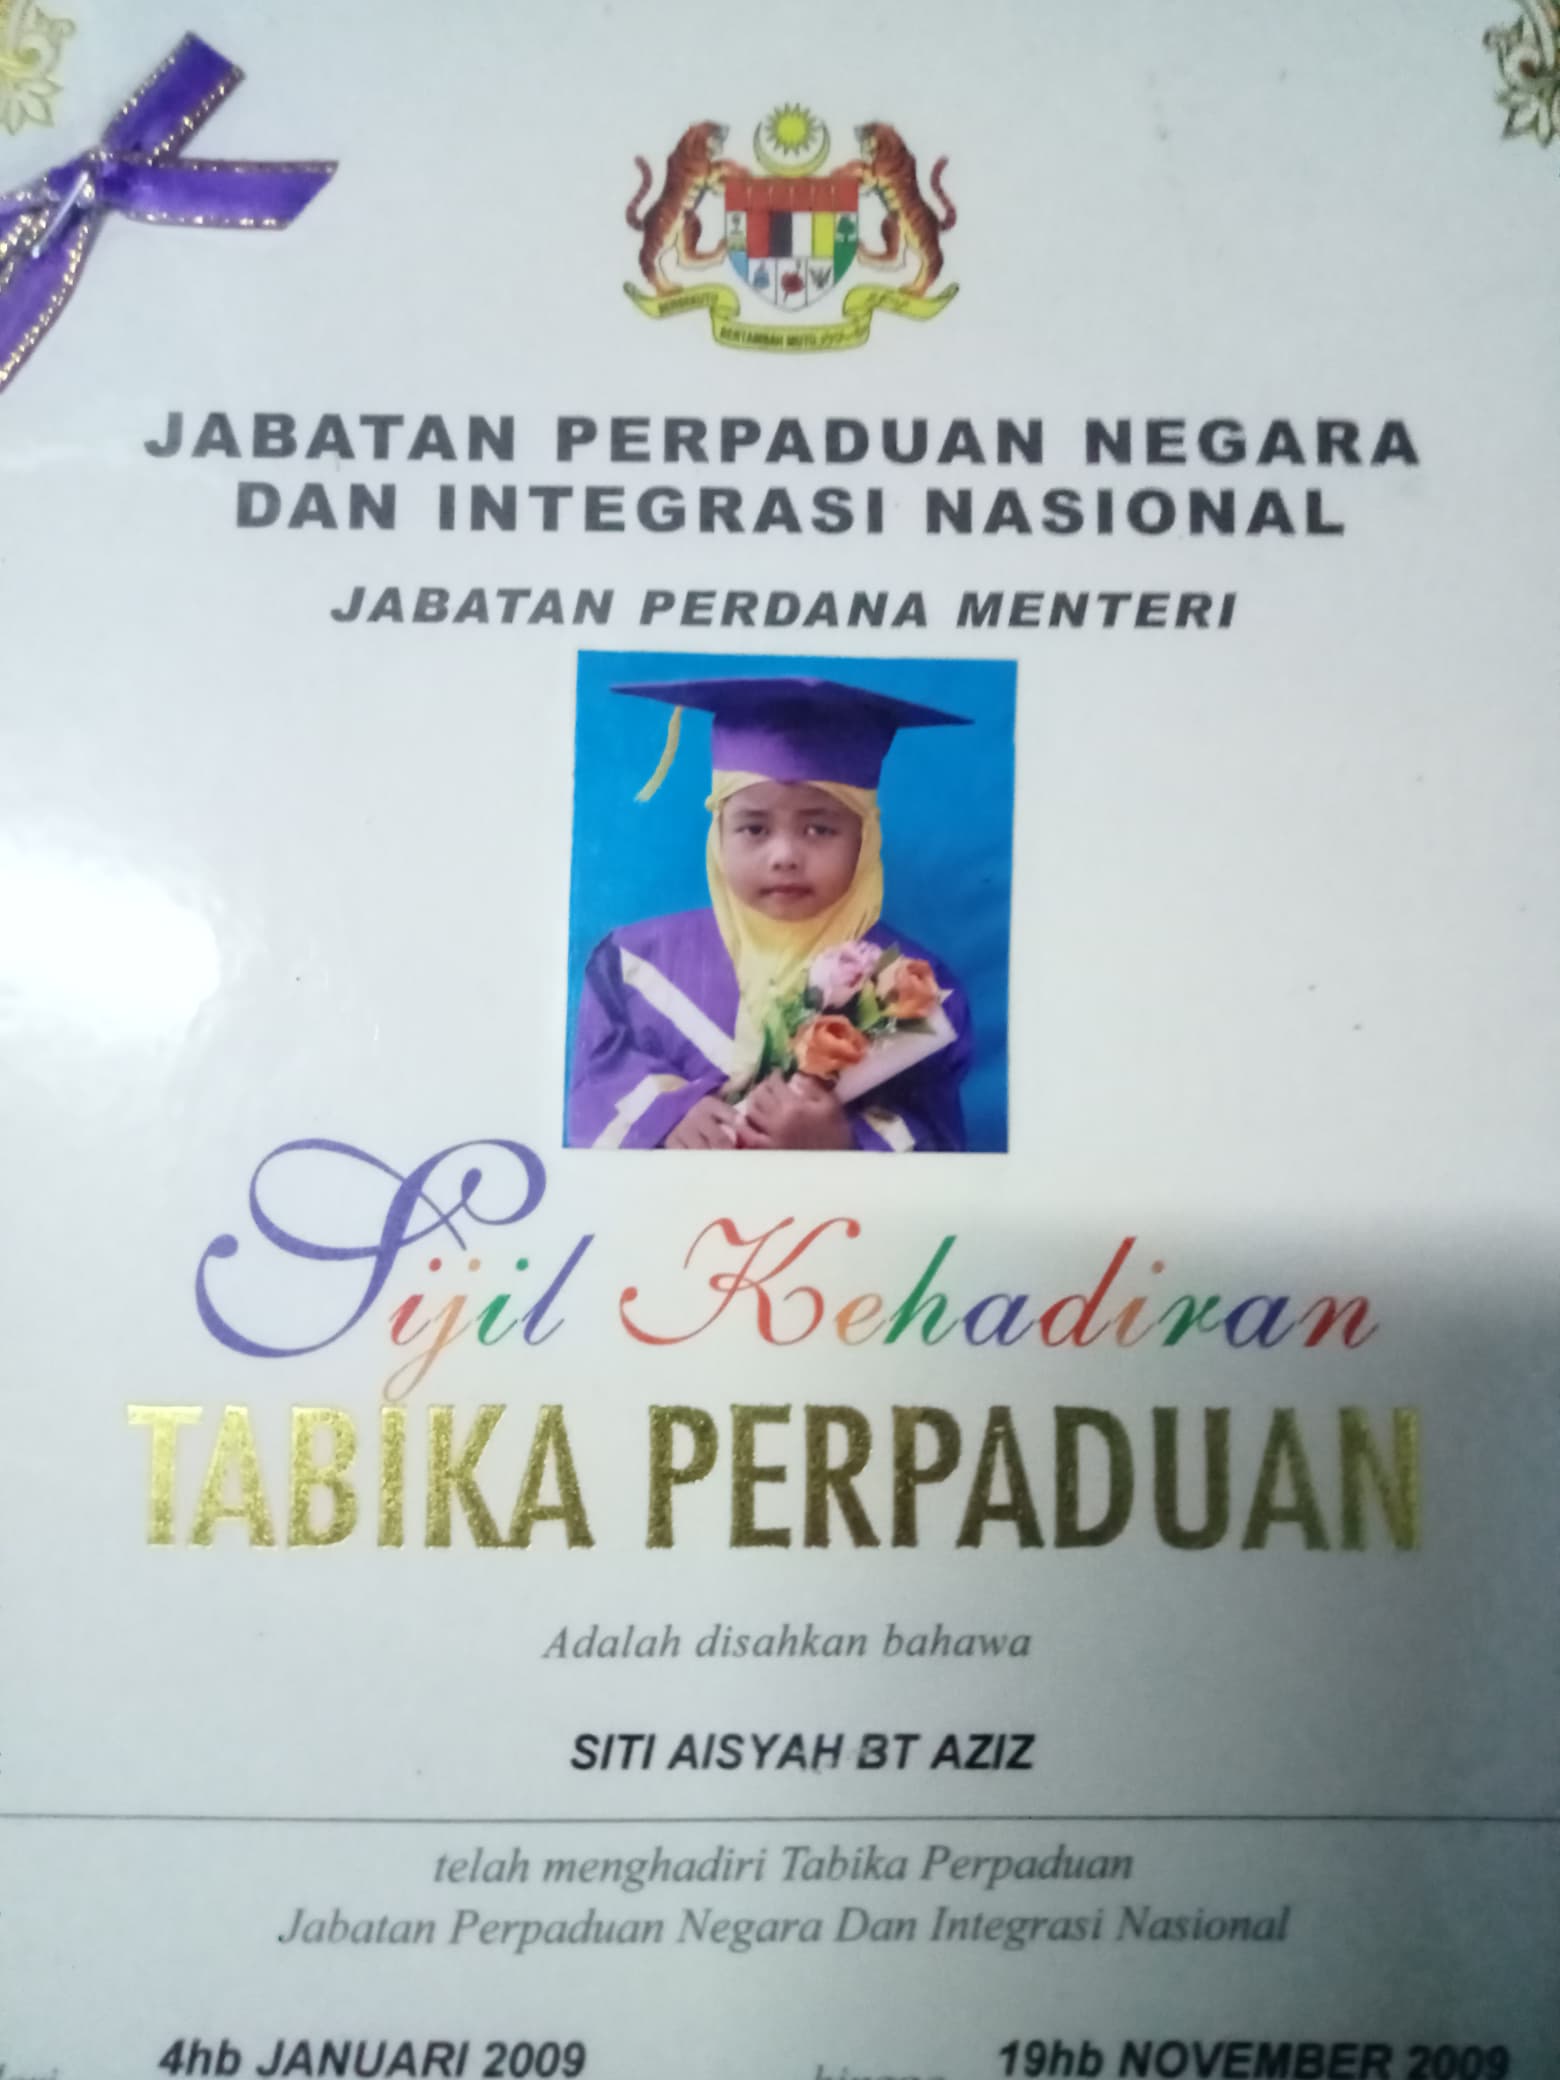 BERSEKUTU
BERTAMBAH MUTU
JABATAN PERPADUAN NEGARA
DAN INTEGRASI NASIONAL
JABATAN PERDANA MENTERI
Sijil Kehadiran
TABIKA PERPADUAN
Adalah disahkan bahawa
SITI AISYAH BT AZIZ
telah menghadiri Tabika Perpaduan
Jabatan Perpaduan Negara Dan Integrasi Nasional
4hb JANUARI 2009 hingga 19hb NOVEMBER 2009